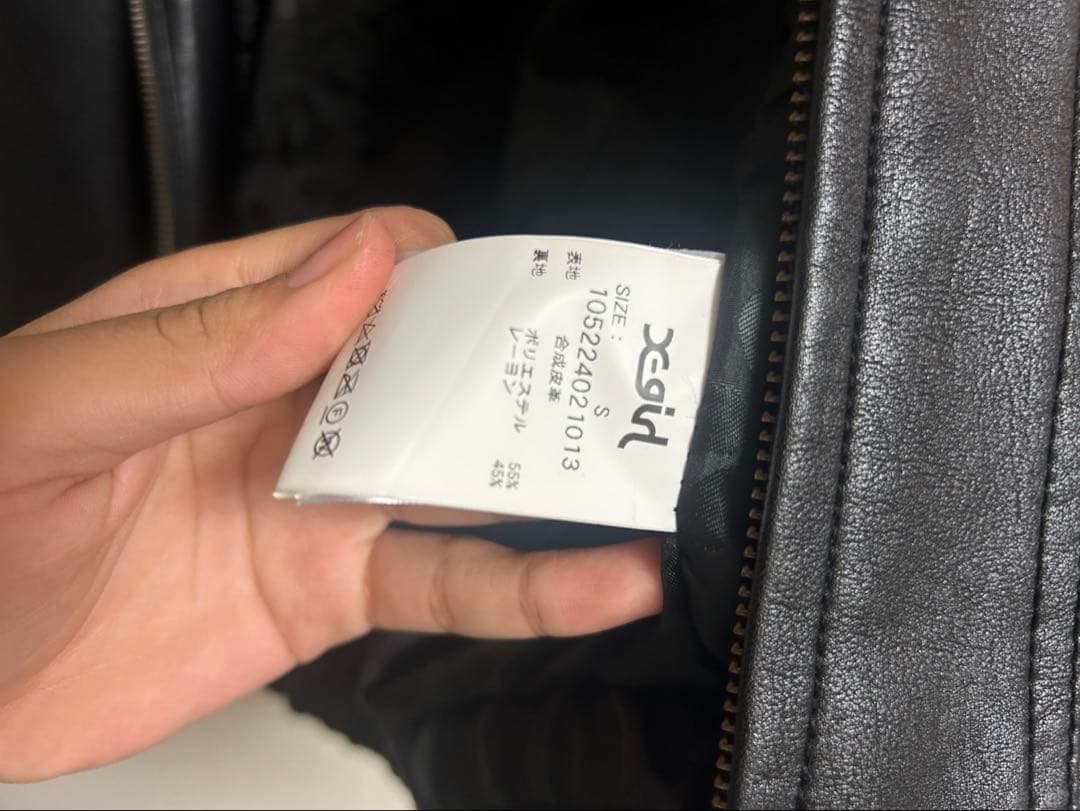 X-girl
SIZE : S
105224021013
表地 合成皮革
裏地 ポリエステル 55%
レーヨン 45%
F